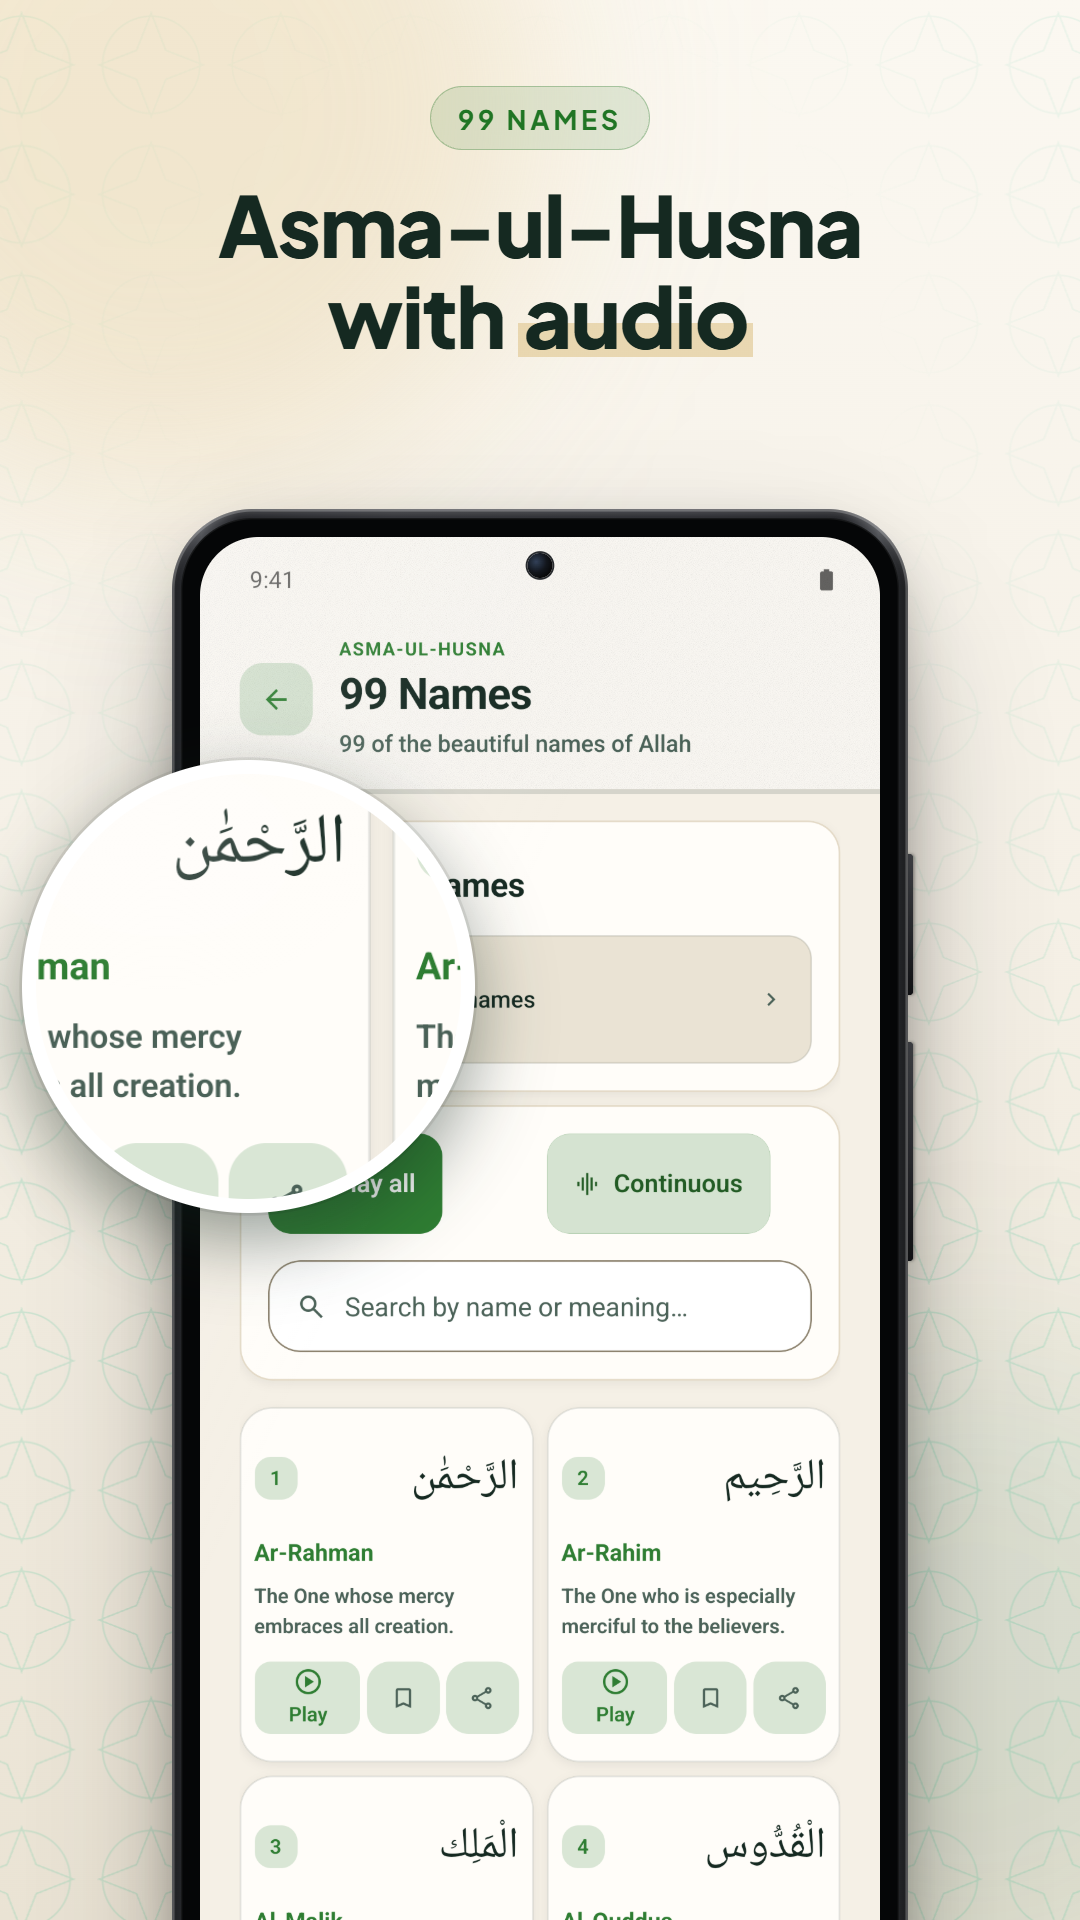 99 NAMES
Asma-ul-Husna
with audio
9:41
ASMA-UL-HUSNA
99 Names
99 of the beautiful names of Allah
الرَّحْمَٰن
man
whose mercy
all creation.
Ar-
Th
names
Continuous
Search by name or meaning...
1
الرَّحْمَٰن
Ar-Rahman
The One whose mercy
embraces all creation.
Play
2
الرَّحِيم
Ar-Rahim
The One who is especially
merciful to the believers.
Play
3
الْمَلِك
4
الْقُدُّوس